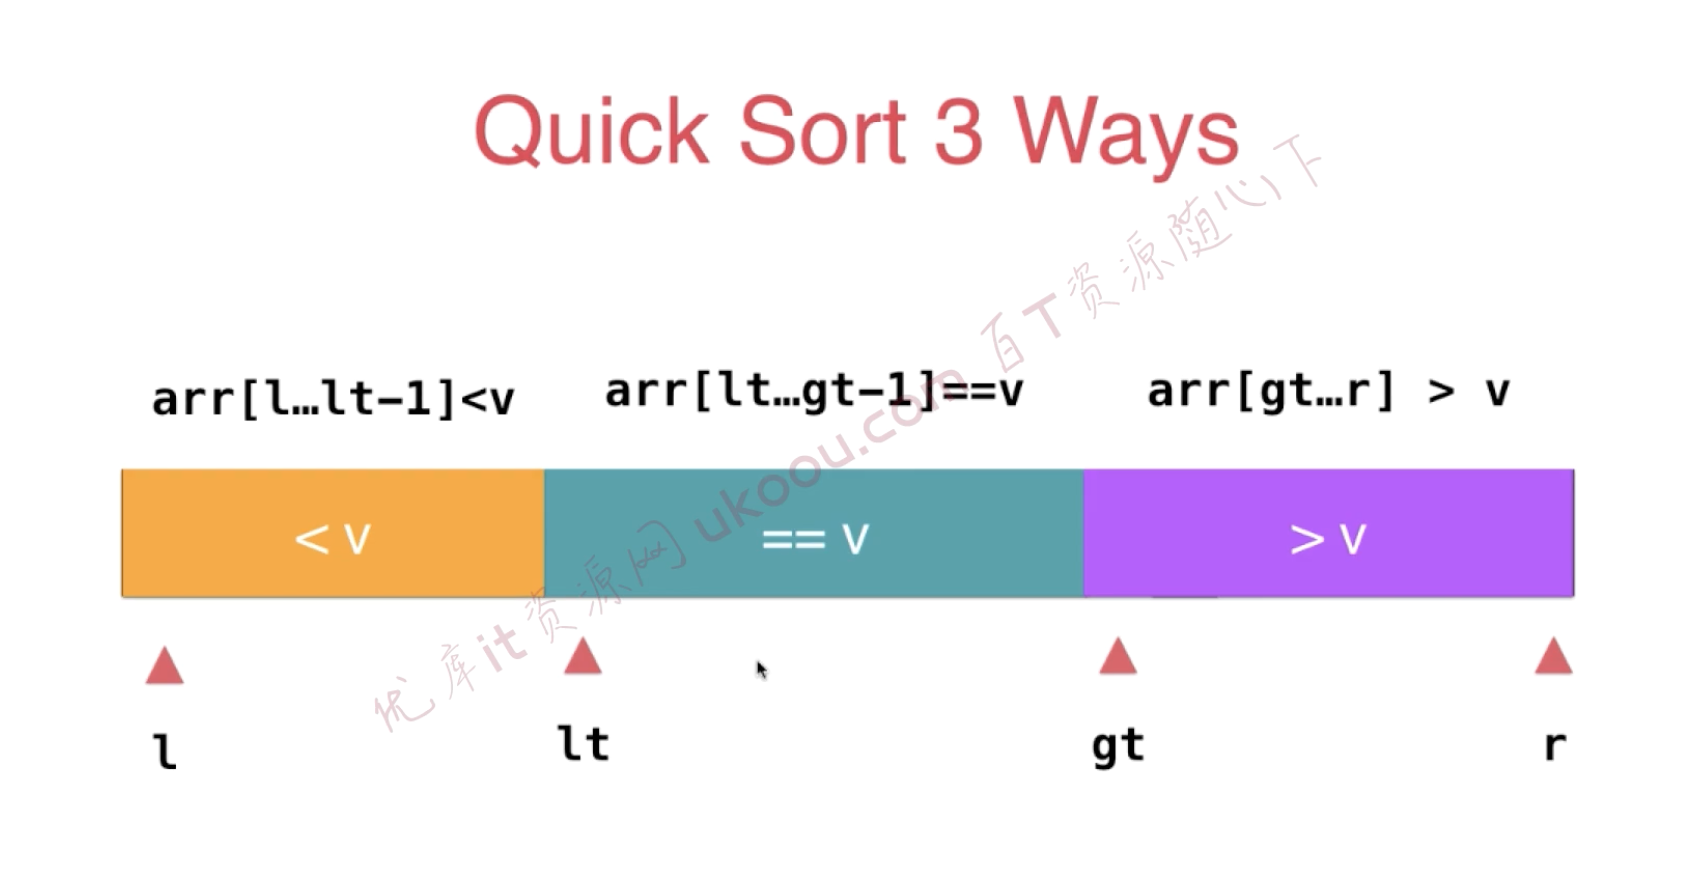 Quick Sort 3 Ways
arr[l…lt-1]<v
arr[lt…gt-1]==v
arr[gt…r] > v
< v
== v
> v
l
lt
gt
r
优库it资源网 ukoou.com 百T资源随心下